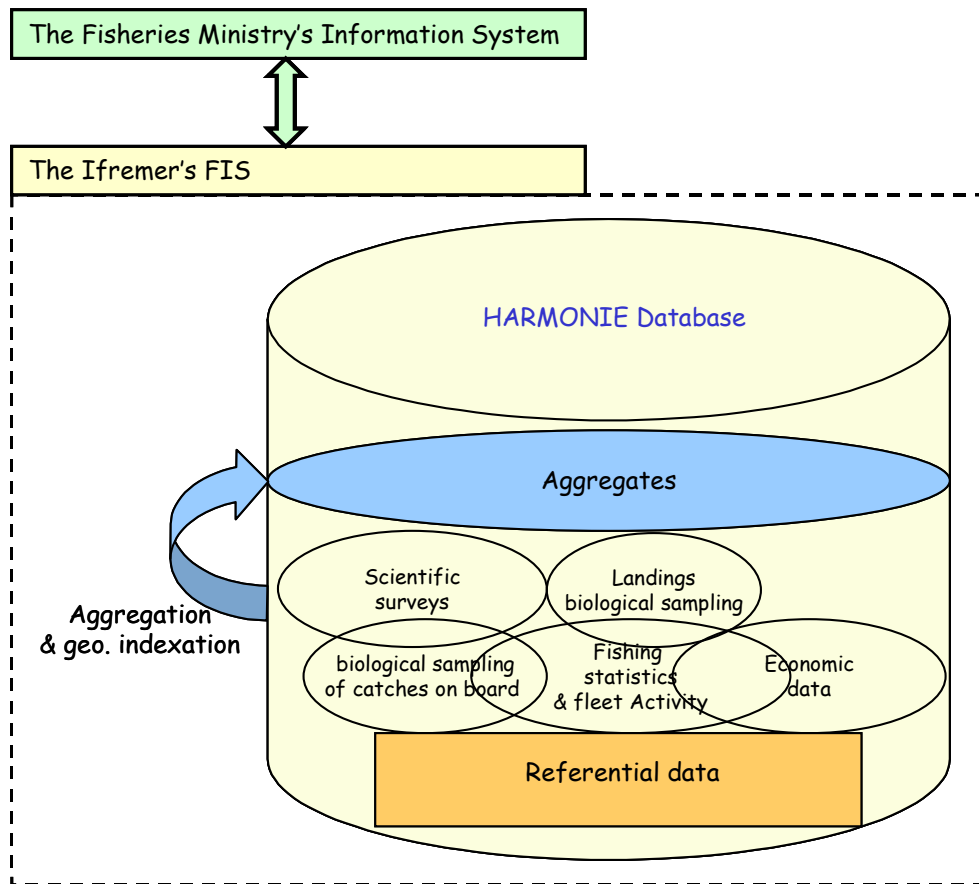 The Fisheries Ministry's Information System
The Ifremer's FIS
HARMONIE Database
Aggregates
Scientific
surveys
Landings
biological sampling
Aggregation
& geo. indexation
biological sampling
of catches on board
Fishing
statistics
& fleet Activity
Economic
data
Referential data